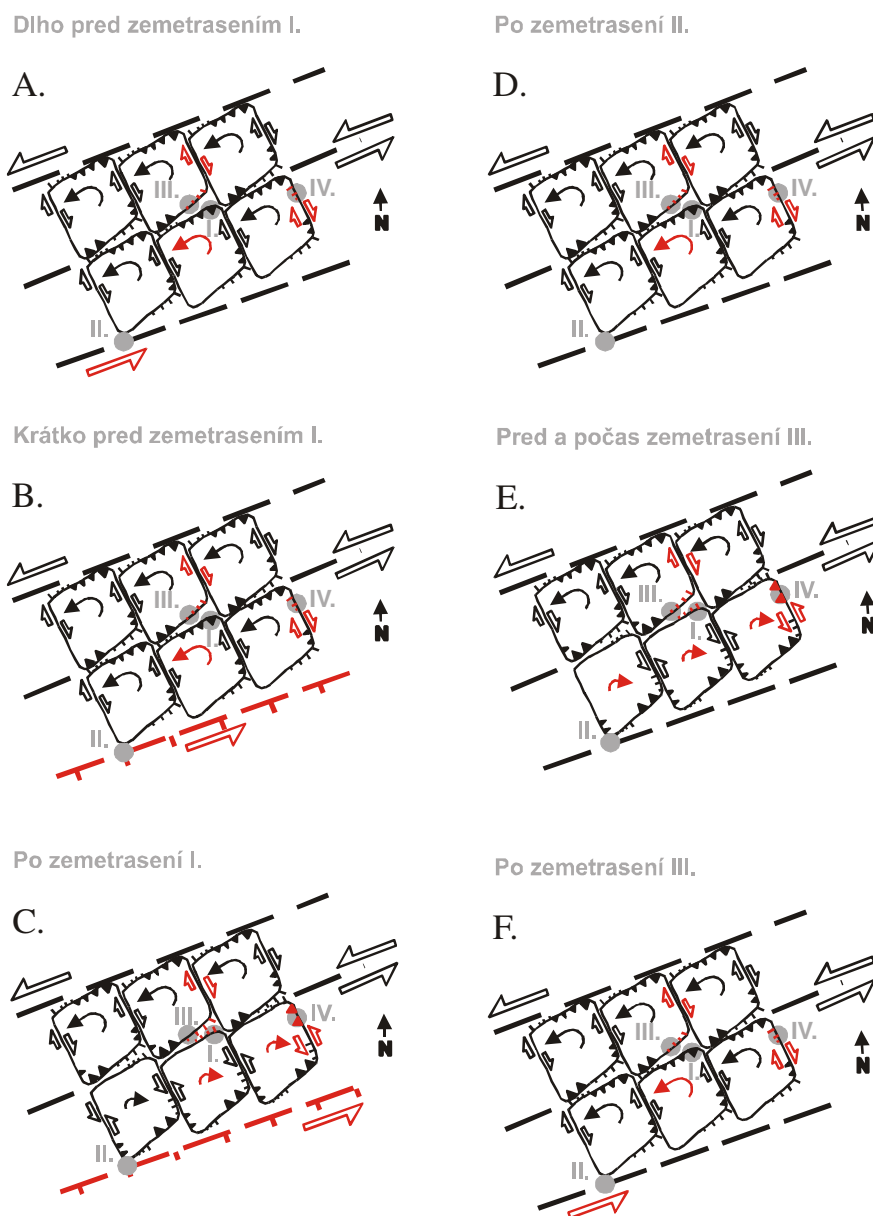 Dlho pred zemetrasením I.
A.
III.
I.
IV.
N
II.
Krátko pred zemetrasením I.
B.
III.
I.
IV.
N
II.
Po zemetrasení I.
C.
III.
I.
IV.
N
II.
Po zemetrasení II.
D.
III.
I.
IV.
N
II.
Pred a počas zemetrasení III.
E.
III.
I.
IV.
N
II.
Po zemetrasení III.
F.
III.
I.
IV.
N
II.